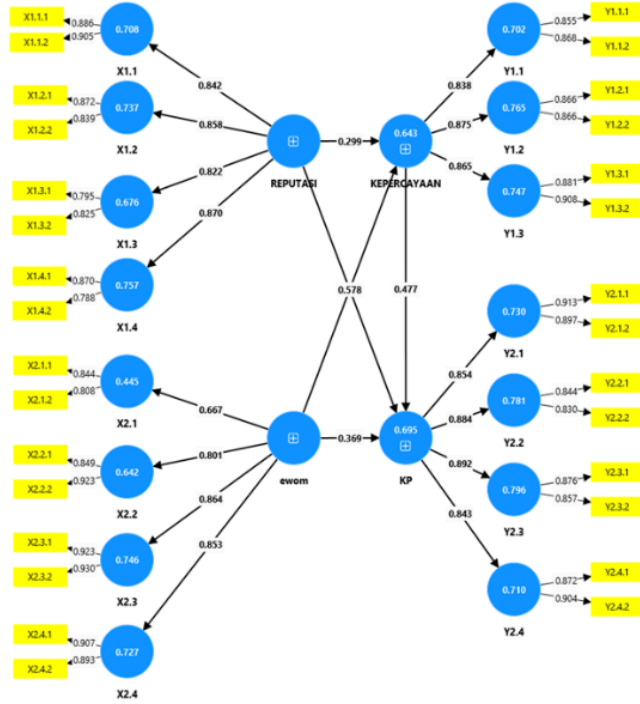 X1.1.1
0.886
X1.1.2
0.905
0.708
X1.1
X1.2.1
0.872
X1.2.2
0.839
0.737
X1.2
X1.3.1
0.795
X1.3.2
0.825
0.676
X1.3
X1.4.1
0.870
X1.4.2
0.788
0.757
X1.4
X2.1.1
0.844
X2.1.2
0.808
0.445
X2.1
X2.2.1
0.849
X2.2.2
0.923
0.642
X2.2
X2.3.1
0.923
X2.3.2
0.930
0.746
X2.3
X2.4.1
0.907
X2.4.2
0.893
0.727
X2.4
0.842
0.858
0.822
0.870
REPUTASI
0.299
0.667
0.801
0.864
0.853
ewom
0.578
0.369
0.643
KEPERCAYAAN
0.477
0.695
KP
0.838
0.875
0.865
0.854
0.884
0.892
0.843
0.702
Y1.1
0.855
Y1.1.1
0.868
Y1.1.2
0.765
Y1.2
0.866
Y1.2.1
0.866
Y1.2.2
0.747
Y1.3
0.881
Y1.3.1
0.908
Y1.3.2
0.730
Y2.1
0.913
Y2.1.1
0.897
Y2.1.2
0.781
Y2.2
0.844
Y2.2.1
0.830
Y2.2.2
0.796
Y2.3
0.876
Y2.3.1
0.857
Y2.3.2
0.710
Y2.4
0.872
Y2.4.1
0.904
Y2.4.2